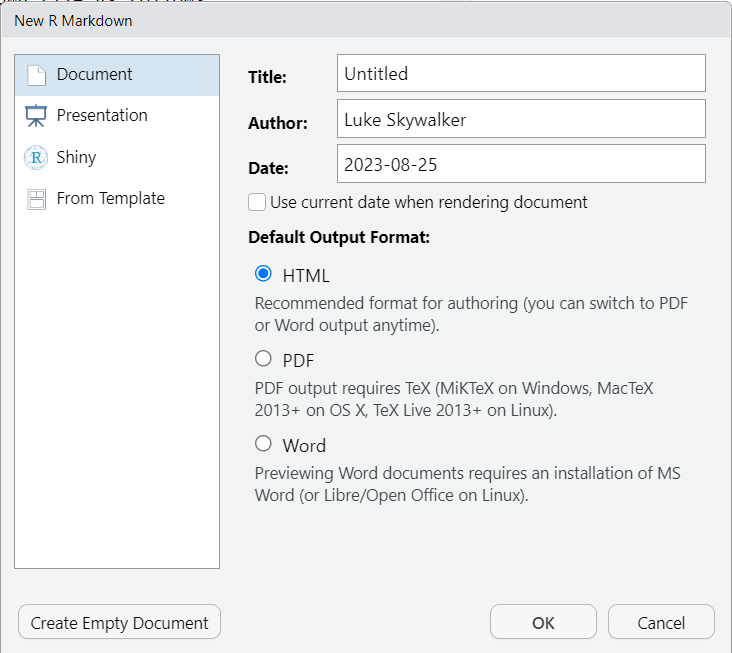 New R Markdown
Document
Presentation
R Shiny
From Template
Title: Untitled
Author: Luke Skywalker
Date: 2023-08-25
Use current date when rendering document
Default Output Format:
HTML
Recommended format for authoring (you can switch to PDF
or Word output anytime).
PDF
PDF output requires TeX (MiKTeX on Windows, MacTeX
2013+ on OS X, TeX Live 2013+ on Linux).
Word
Previewing Word documents requires an installation of MS
Word (or Libre/Open Office on Linux).
Create Empty Document
OK
Cancel